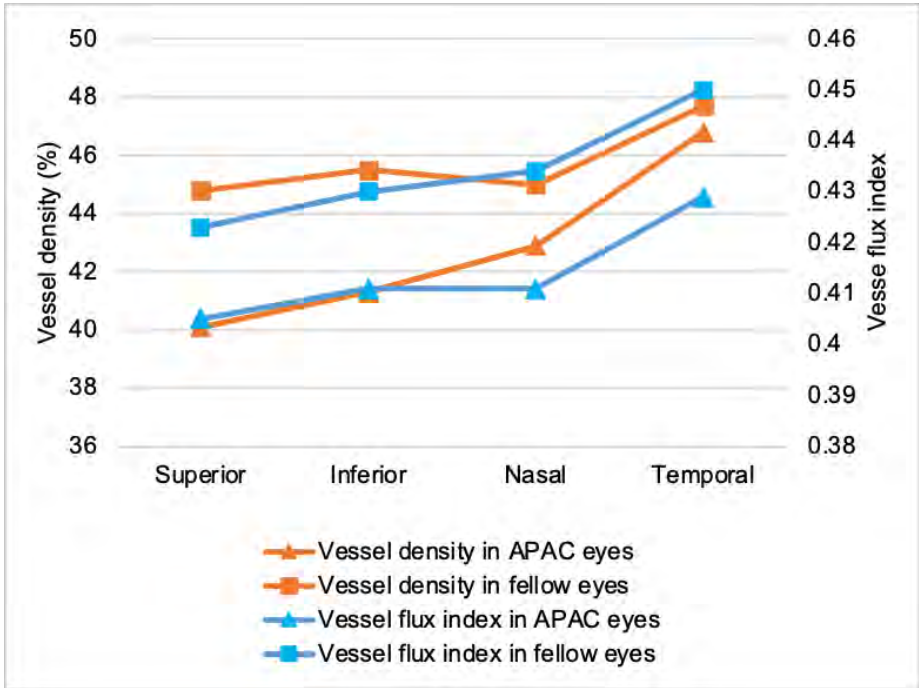 Vessel density (%)
50
48
46
44
42
40
38
36
0.46
0.45
0.44
0.43
0.42
0.41
0.4
0.39
0.38
Vesse flux index
Superior Inferior Nasal Temporal
Vessel density in APAC eyes
Vessel density in fellow eyes
Vessel flux index in APAC eyes
Vessel flux index in fellow eyes